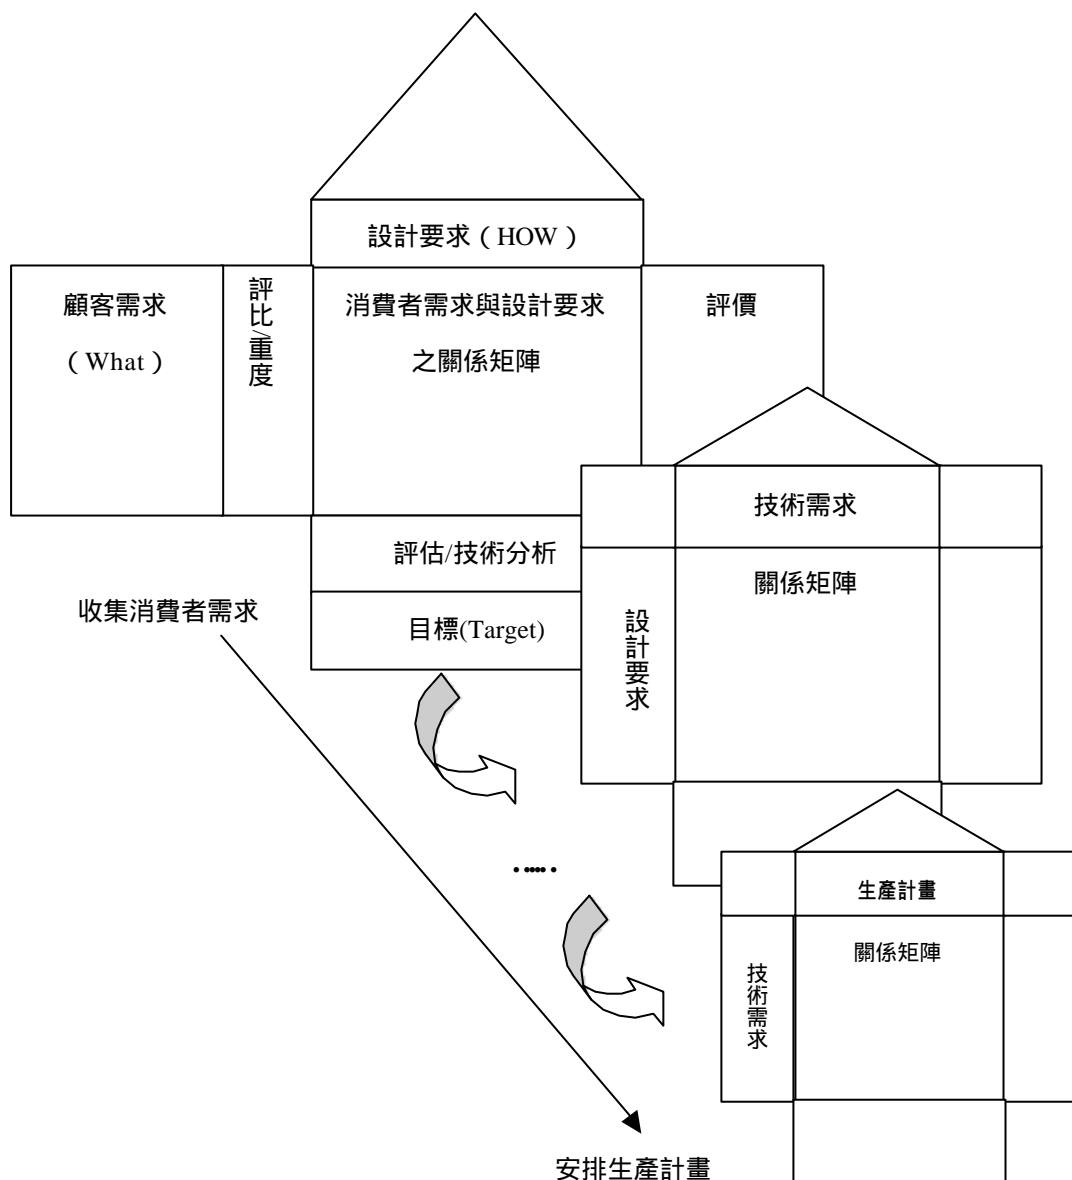 設計要求（HOW）
顧客需求
（What）
評比/重度
消費者需求與設計要求
之關係矩陣
評價
技術需求
評估/技術分析
關係矩陣
收集消費者需求
目標(Target)
設計要求
.....
生產計畫
關係矩陣
技術需求
安排生產計畫